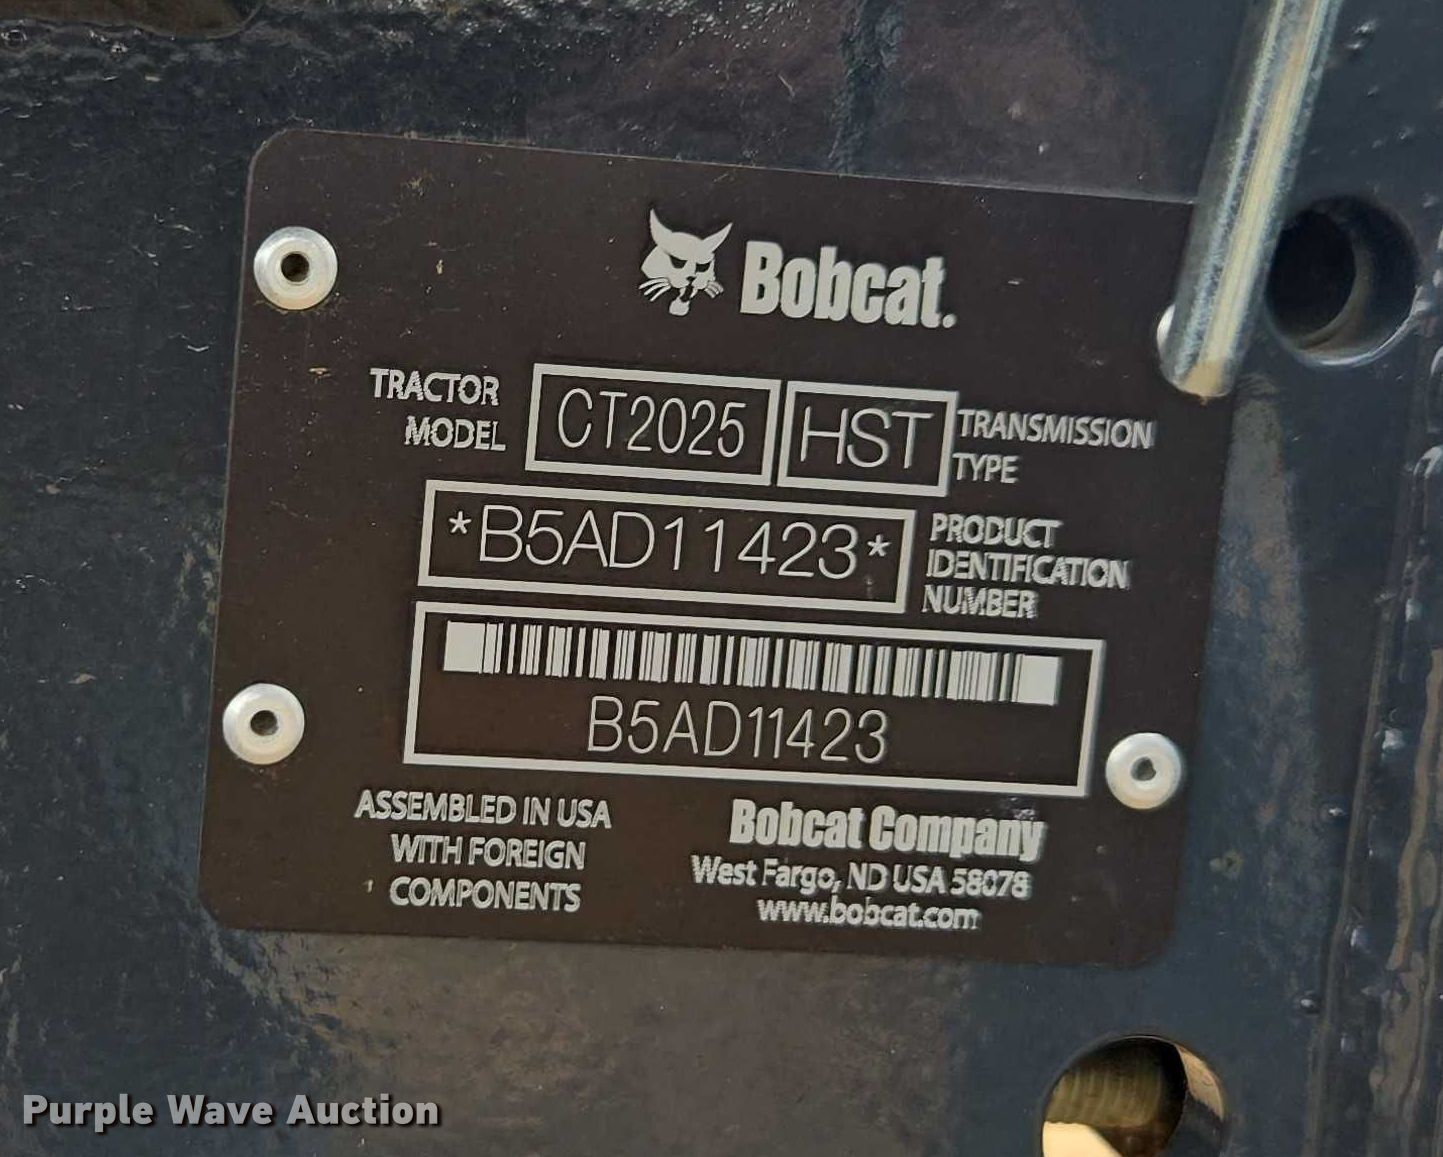 Bobcat.
TRACTOR MODEL CT2025 HST TRANSMISSION TYPE
*B5AD11423* PRODUCT IDENTIFICATION NUMBER
B5AD11423
ASSEMBLED IN USA
WITH FOREIGN
COMPONENTS
Bobcat Company
West Fargo, ND USA 58078
www.bobcat.com
Purple Wave Auction